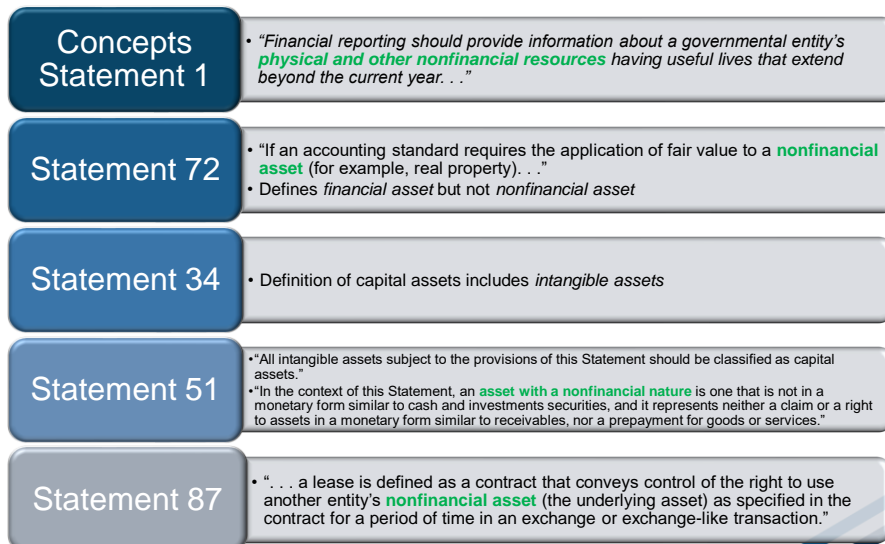 Concepts
Statement 1
• “Financial reporting should provide information about a governmental entity’s
physical and other nonfinancial resources having useful lives that extend
beyond the current year. . .”
Statement 72
• “If an accounting standard requires the application of fair value to a nonfinancial
asset (for example, real property). . .”
• Defines financial asset but not nonfinancial asset
Statement 34
• Definition of capital assets includes intangible assets
Statement 51
•“All intangible assets subject to the provisions of this Statement should be classified as capital
assets.”
•“In the context of this Statement, an asset with a nonfinancial nature is one that is not in a
monetary form similar to cash and investments securities, and it represents neither a claim or a right
to assets in a monetary form similar to receivables, nor a prepayment for goods or services.”
Statement 87
• “. . . a lease is defined as a contract that conveys control of the right to use
another entity’s nonfinancial asset (the underlying asset) as specified in the
contract for a period of time in an exchange or exchange-like transaction.”